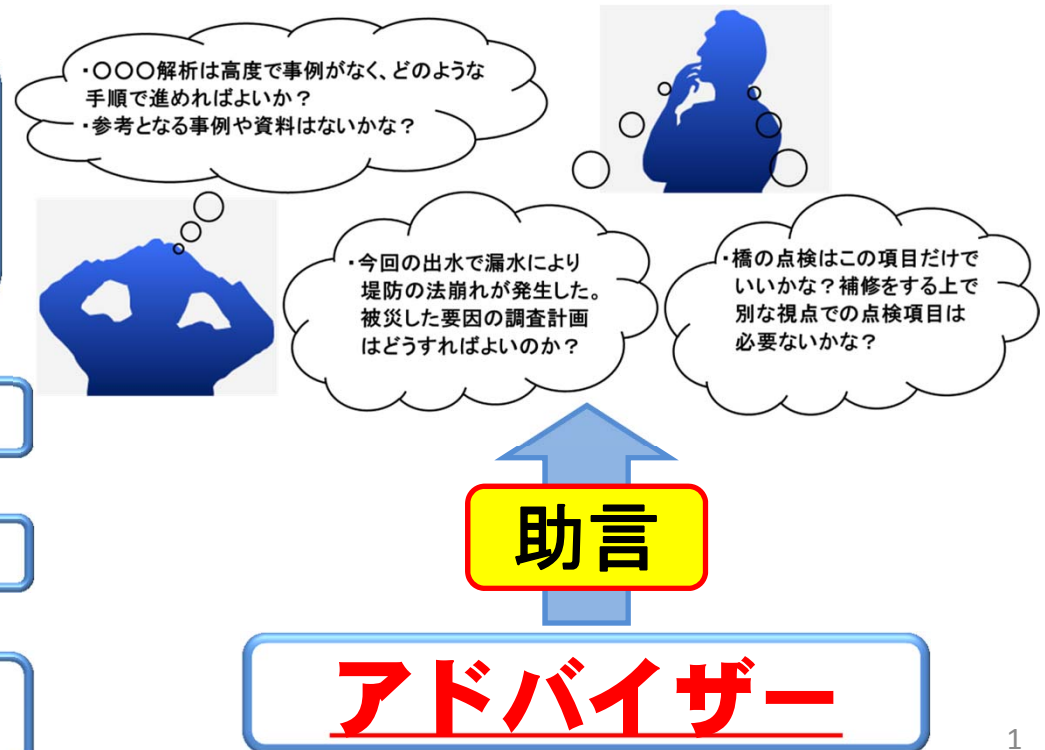 ・〇〇〇解析は高度で事例がなく、どのような
手順で進めればよいか？
・参考となる事例や資料はないかな？
・今回の出水で漏水により
堤防の法崩れが発生した。
被災した要因の調査計画
はどうすればよいのか？
・橋の点検はこの項目だけで
いいかな？補修をする上で
別な視点での点検項目は
必要ないかな？
助言
アドバイザー
1